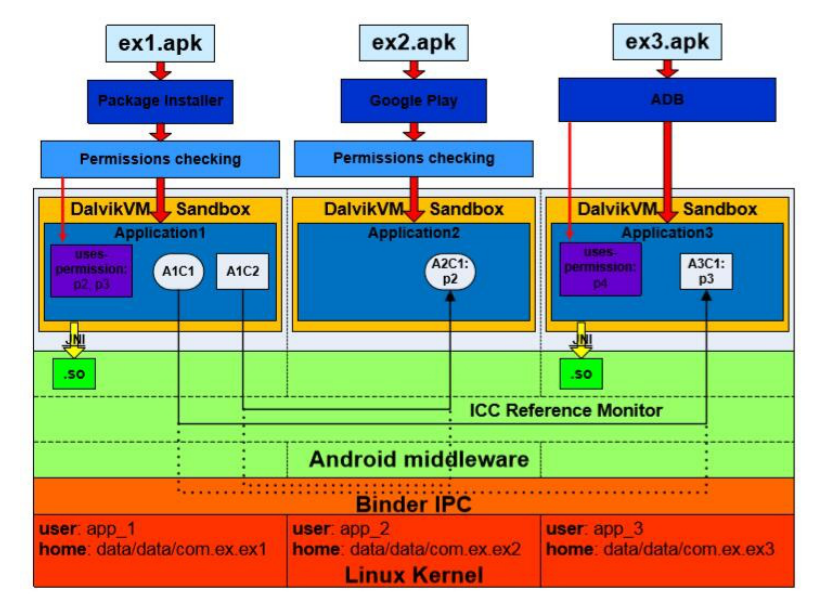 ex1.apk
ex2.apk
ex3.apk
Package Installer
Google Play
ADB
Permissions checking
Permissions checking
DalvikVM Sandbox
DalvikVM Sandbox
DalvikVM Sandbox
Application1
Application2
Application3
uses-
permission:
p2, p3
A1C1
A1C2
A2C1:
p2
uses-
permission:
p4
A3C1:
p3
JNI
JNI
.so
.so
ICC Reference Monitor
Android middleware
Binder IPC
user: app_1
home: data/data/com.ex.ex1
user: app_2
home: data/data/com.ex.ex2
user: app_3
home: data/data/com.ex.ex3
Linux Kernel